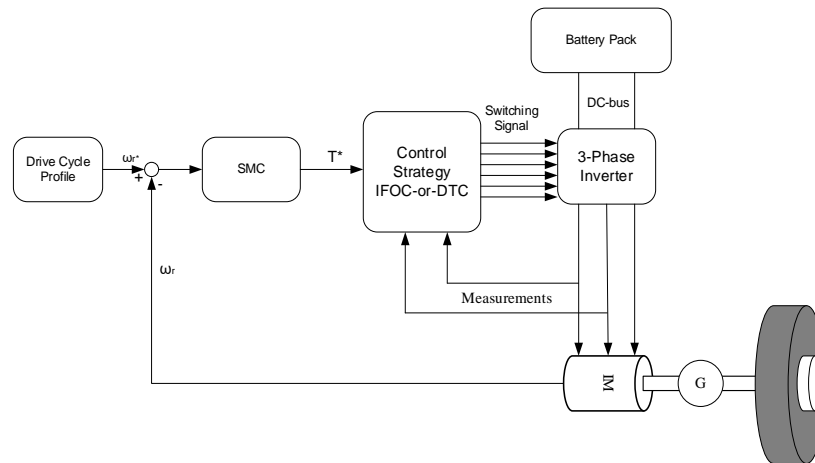 Battery Pack
DC-bus
Switching
Signal
Drive Cycle
Profile
ωr*
+
-
SMC
T*
Control
Strategy
IFOC-or-DTC
3-Phase
Inverter
ωr
Measurements
IM
G